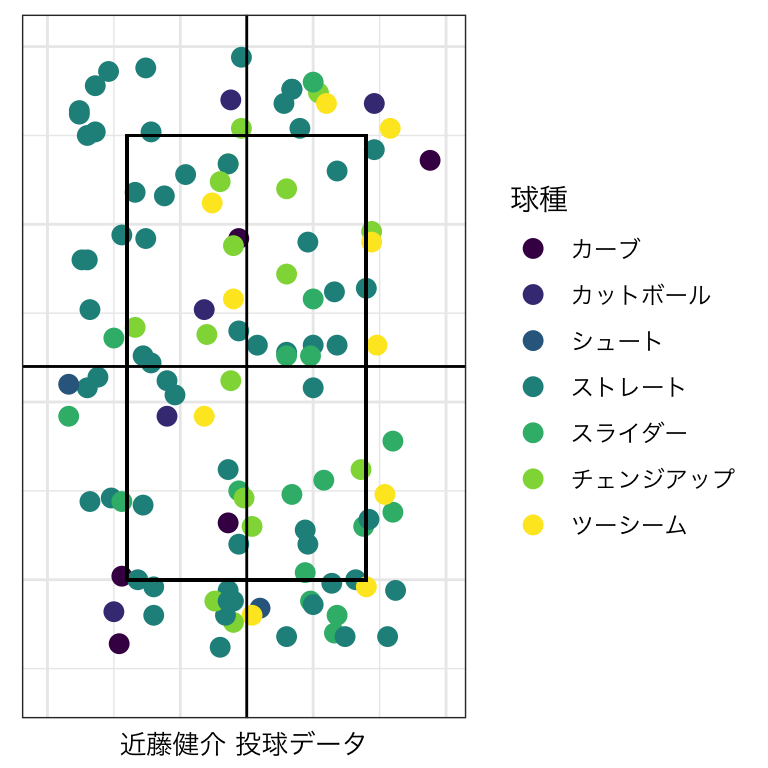 球種
カーブ
カットボール
シュート
ストレート
スライダー
チェンジアップ
ツーシーム
近藤健介 投球データ